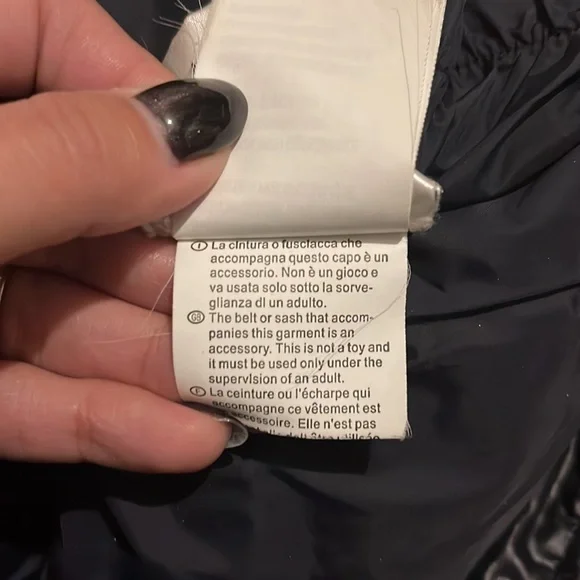 I La cintura o fusciacca che
accompagna questo capo è un
accessorio. Non è un gioco e
va usata solo sotto la sorve-
glianza di un adulto.
GB The belt or sash that accom-
panies this garment is an
accessory. This is not a toy and
it must be used only under the
supervision of an adult.
F La ceinture ou l'écharpe qui
accompagne ce vêtement est
accessoire. Elle n'est pas